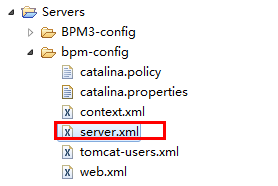 Servers
BPM3-config
bpm-config
catalina.policy
catalina.properties
context.xml
server.xml
tomcat-users.xml
web.xml